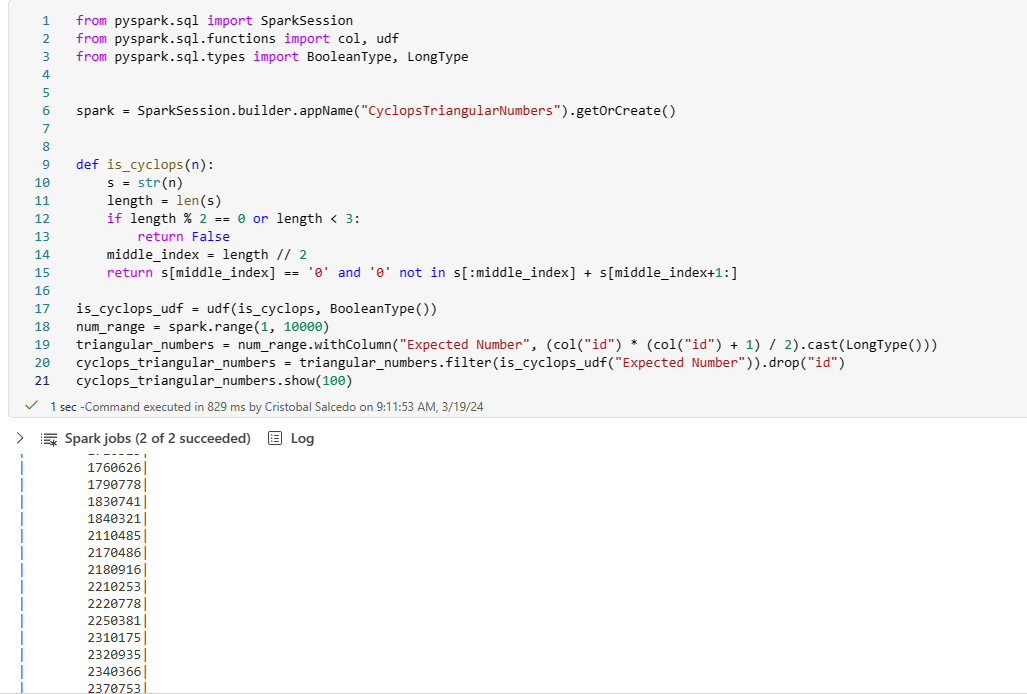 1 from pyspark.sql import SparkSession
2 from pyspark.sql.functions import col, udf
3 from pyspark.sql.types import BooleanType, LongType
4
5
6 spark = SparkSession.builder.appName("CyclopsTriangularNumbers").getOrCreate()
7
8
9 def is_cyclops(n):
10     s = str(n)
11     length = len(s)
12     if length % 2 == 0 or length < 3:
13         return False
14     middle_index = length // 2
15     return s[middle_index] == '0' and '0' not in s[:middle_index] + s[middle_index+1:]
16
17 is_cyclops_udf = udf(is_cyclops, BooleanType())
18 num_range = spark.range(1, 10000)
19 triangular_numbers = num_range.withColumn("Expected Number", (col("id") * (col("id") + 1) / 2).cast(LongType()))
20 cyclops_triangular_numbers = triangular_numbers.filter(is_cyclops_udf("Expected Number")).drop("id")
21 cyclops_triangular_numbers.show(100)
1 sec -Command executed in 829 ms by Cristobal Salcedo on 9:11:53 AM, 3/19/24
Spark jobs (2 of 2 succeeded) Log
| 1760626|
| 1790778|
| 1830741|
| 1840321|
| 2110485|
| 2170486|
| 2180916|
| 2210253|
| 2220778|
| 2250381|
| 2310175|
| 2320935|
| 2340366|
| 2370753|